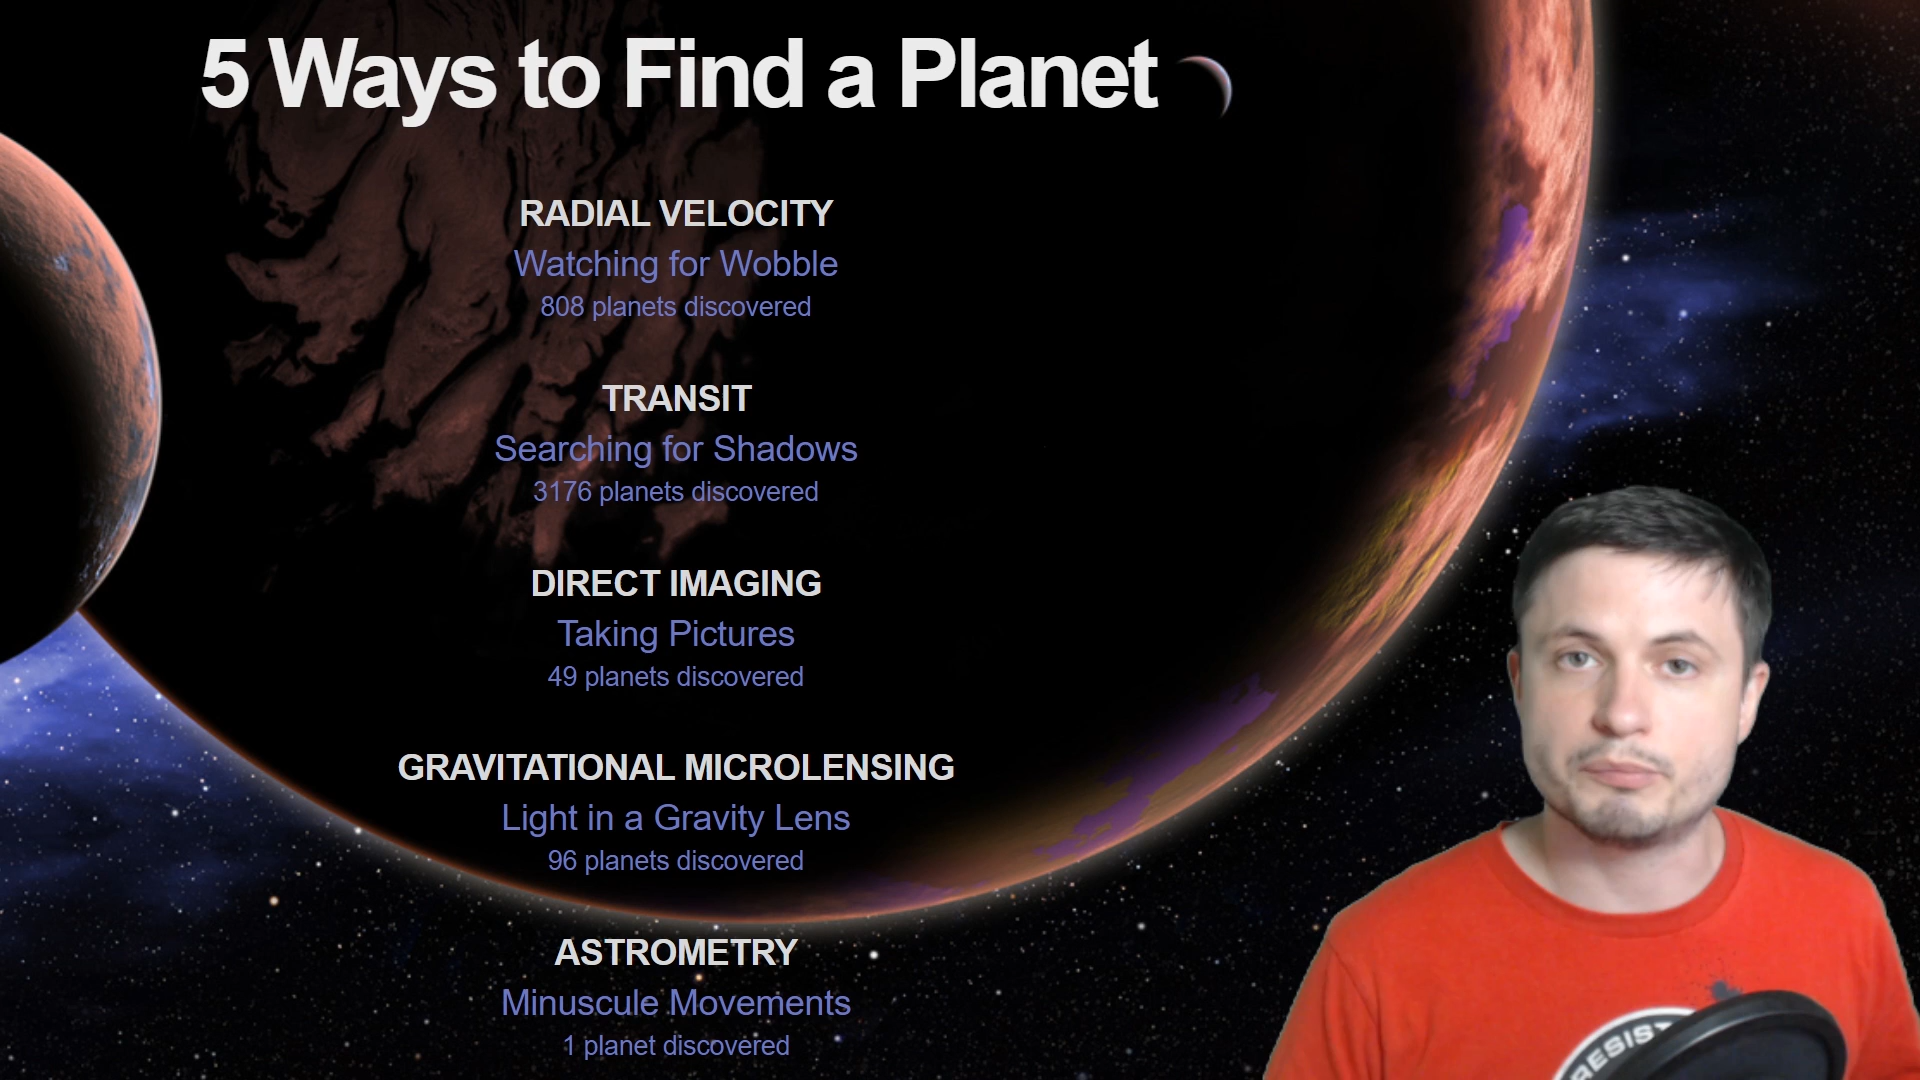 5 Ways to Find a Planet
RADIAL VELOCITY
Watching for Wobble
808 planets discovered
TRANSIT
Searching for Shadows
3176 planets discovered
DIRECT IMAGING
Taking Pictures
49 planets discovered
GRAVITATIONAL MICROLENSING
Light in a Gravity Lens
96 planets discovered
ASTROMETRY
Minuscule Movements
1 planet discovered
RESIST